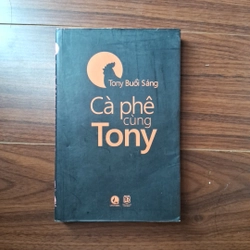 Tony Buổi Sáng
Cà phê
cùng
Tony